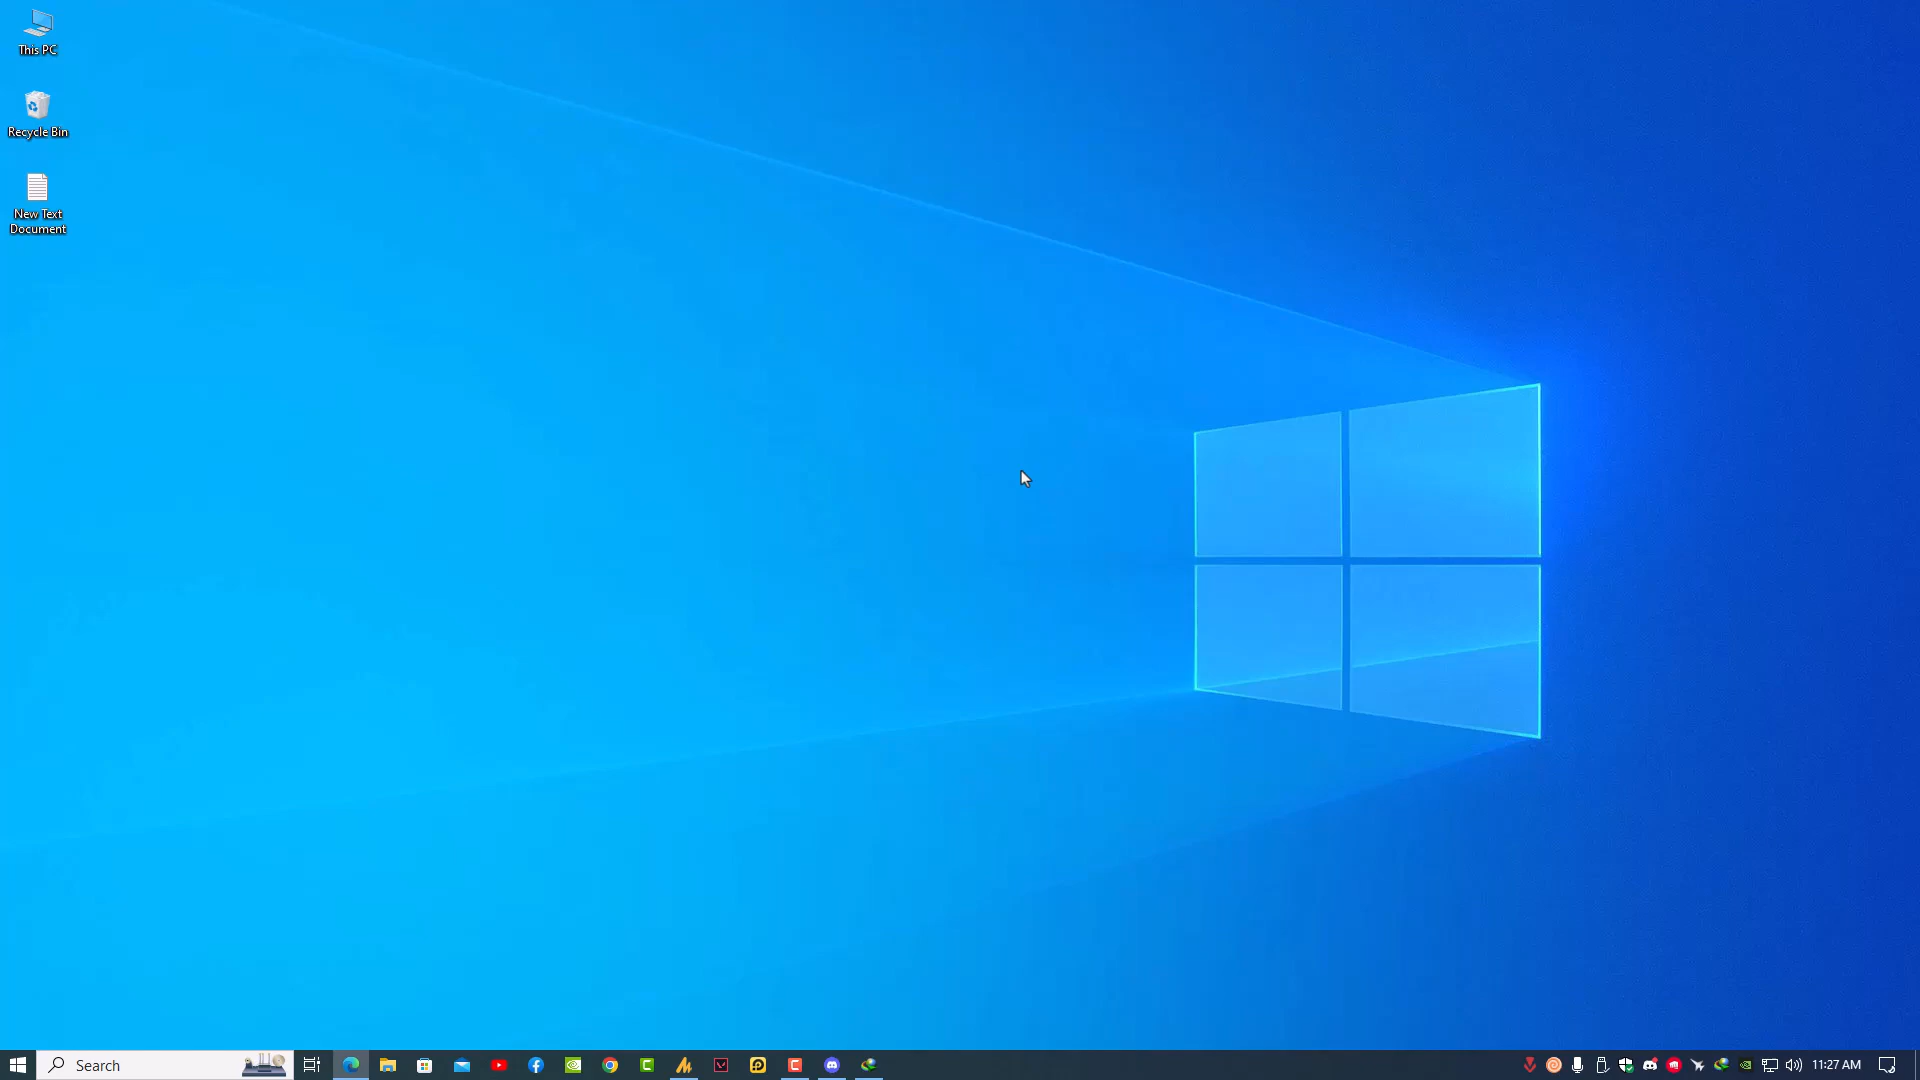 This PC
Recycle Bin
New Text
Document
Search
11:27 AM